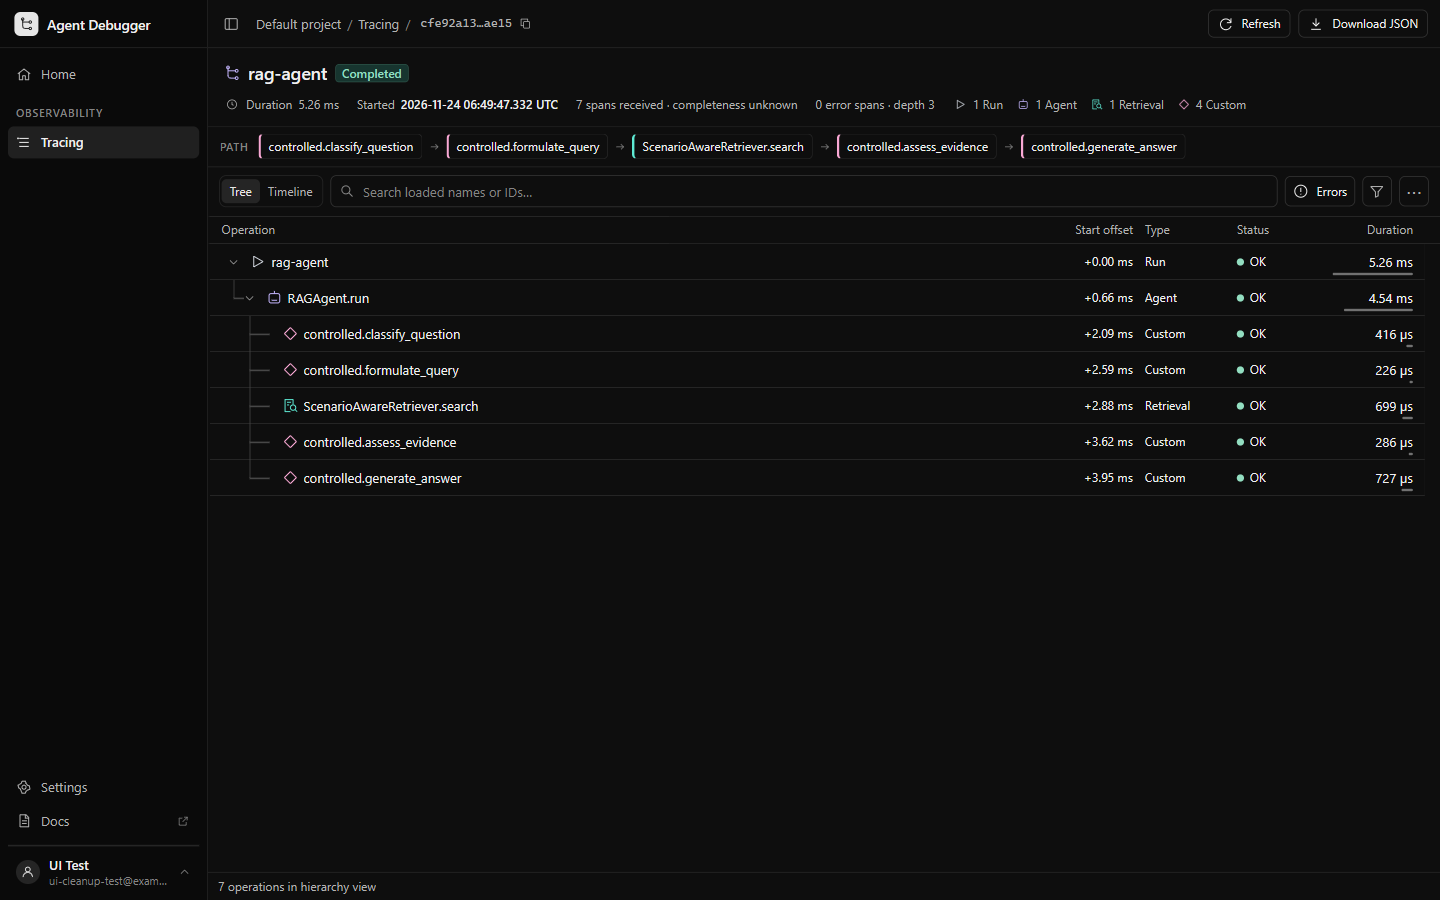 Agent Debugger
Default project / Tracing / cfe92a13…ae15
Refresh
Download JSON
Home
OBSERVABILITY
Tracing
rag-agent Completed
Duration 5.26 ms Started 2026-11-24 06:49:47.332 UTC 7 spans received · completeness unknown 0 error spans · depth 3 1 Run 1 Agent 1 Retrieval 4 Custom
PATH controlled.classify_question → controlled.formulate_query → ScenarioAwareRetriever.search → controlled.assess_evidence → controlled.generate_answer
Tree Timeline Search loaded names or IDs... Errors ...
Operation Start offset Type Status Duration
rag-agent +0.00 ms Run OK 5.26 ms
RAGAgent.run +0.66 ms Agent OK 4.54 ms
controlled.classify_question +2.09 ms Custom OK 416 µs
controlled.formulate_query +2.59 ms Custom OK 226 µs
ScenarioAwareRetriever.search +2.88 ms Retrieval OK 699 µs
controlled.assess_evidence +3.62 ms Custom OK 286 µs
controlled.generate_answer +3.95 ms Custom OK 727 µs
Settings
Docs
UI Test
ui-cleanup-test@exam...
7 operations in hierarchy view